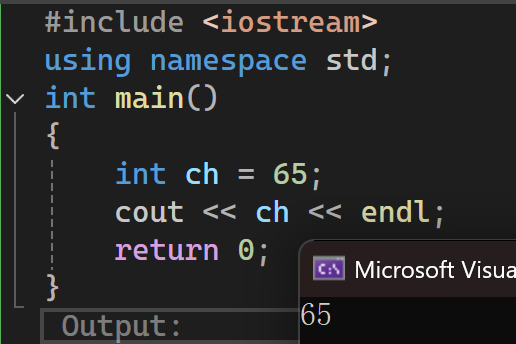 #include <iostream>
using namespace std;
int main()
{
    int ch = 65;
    cout << ch << endl;
    return 0;
}
Output:
Microsoft Visua
65